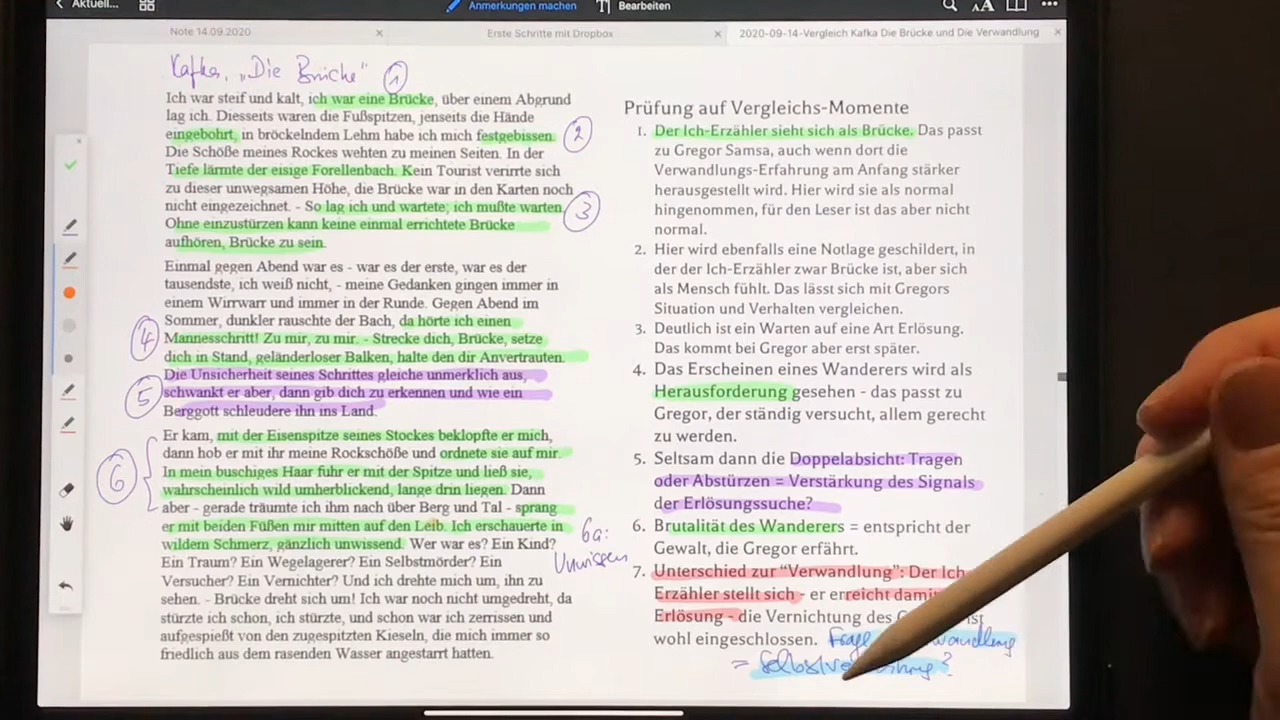 Aktuell...
Anmerkungen machen
Bearbeiten
AA
Note 14.09.2020
Erste Schritte mit Dropbox
2020-09-14-Vergleich Kafka Die Brücke und Die Verwandlung
Kafka, „Die Brücke"
1
Ich war steif und kalt, ich war eine Brücke, über einem Abgrund
lag ich. Diesseits waren die Fußspitzen, jenseits die Hände
eingebohrt, in bröckelndem Lehm habe ich mich festgebissen.
2
Die Schöße meines Rockes wehten zu meinen Seiten. In der
Tiefe lärmte der eisige Forellenbach. Kein Tourist verirrte sich
zu dieser unwegsamen Höhe, die Brücke war in den Karten noch
nicht eingezeichnet. - So lag ich und wartete; ich mußte warten.
3
Ohne einzustürzen kann keine einmal errichtete Brücke
aufhören, Brücke zu sein.
Einmal gegen Abend war es - war es der erste, war es der
tausendste, ich weiß nicht, - meine Gedanken gingen immer in
einem Wirrwarr und immer in der Runde. Gegen Abend im
Sommer, dunkler rauschte der Bach, da hörte ich einen
4
Mannesschritt! Zu mir, zu mir. - Strecke dich, Brücke, setze
dich in Stand, geländerloser Balken, halte den dir Anvertrauten.
Die Unsicherheit seines Schrittes gleiche unmerklich aus,
5
schwankt er aber, dann gib dich zu erkennen und wie ein
Berggott schleudere ihn ins Land.
Er kam, mit der Eisenspitze seines Stockes beklopfte er mich,
dann hob er mit ihr meine Rockschöße und ordnete sie auf mir.
6
In mein buschiges Haar fuhr er mit der Spitze und ließ sie,
wahrscheinlich wild umherblickend, lange drin liegen. Dann
aber - gerade träumte ich ihm nach über Berg und Tal - sprang
er mit beiden Füßen mir mitten auf den Leib. Ich erschauerte in
wildem Schmerz, gänzlich unwissend. Wer war es? Ein Kind?
6a:
Unwissen
Ein Traum? Ein Wegelagerer? Ein Selbstmörder? Ein
Versucher? Ein Vernichter? Und ich drehte mich um, ihn zu
sehen. - Brücke dreht sich um! Ich war noch nicht umgedreht, da
stürzte ich schon, ich stürzte, und schon war ich zerrissen und
aufgespießt von den zugespitzten Kieseln, die mich immer so
friedlich aus dem rasenden Wasser angestarrt hatten.
Prüfung auf Vergleichs-Momente
1. Der Ich-Erzähler sieht sich als Brücke. Das passt
zu Gregor Samsa, auch wenn dort die
Verwandlungs-Erfahrung am Anfang stärker
herausgestellt wird. Hier wird sie als normal
hingenommen, für den Leser ist das aber nicht
normal.
2. Hier wird ebenfalls eine Notlage geschildert, in
der der Ich-Erzähler zwar Brücke ist, aber sich
als Mensch fühlt. Das lässt sich mit Gregors
Situation und Verhalten vergleichen.
3. Deutlich ist ein Warten auf eine Art Erlösung.
Das kommt bei Gregor aber erst später.
4. Das Erscheinen eines Wanderers wird als
Herausforderung gesehen - das passt zu
Gregor, der ständig versucht, allem gerecht
zu werden.
5. Seltsam dann die Doppelabsicht: Tragen
oder Abstürzen = Verstärkung des Signals
der Erlösungssuche?
6. Brutalität des Wanderers = entspricht der
Gewalt, die Gregor erfährt.
7. Unterschied zur “Verwandlung”: Der Ich
Erzähler stellt sich - er erreicht damit
Erlösung - die Vernichtung des ist
wohl eingeschlossen.
= ?